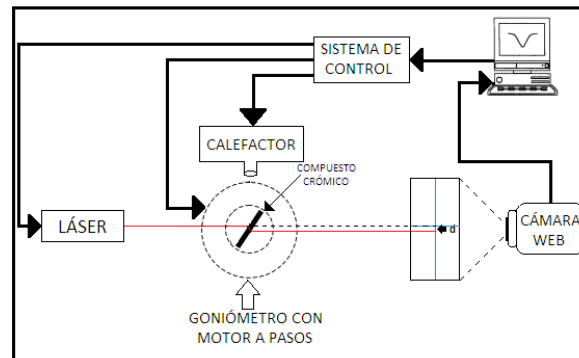 SISTEMA DE
CONTROL
CALEFACTOR
COMPUESTO
CRÓMICO
LÁSER
d
CÁMARA
WEB
GONIÓMETRO CON
MOTOR A PASOS